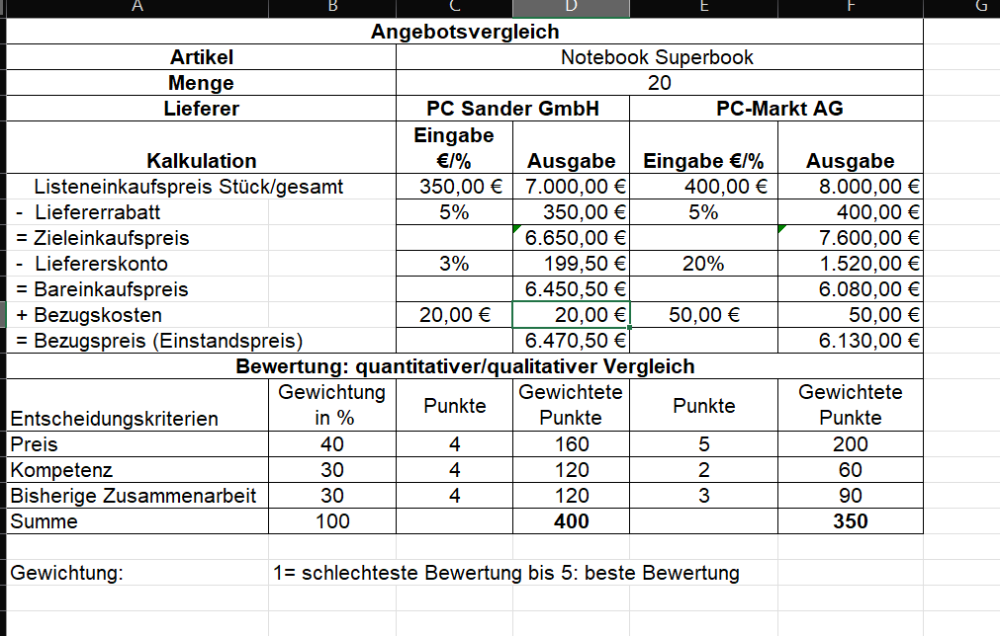 A B C D E F G
Angebotsvergleich
Artikel Notebook Superbook
Menge 20
Lieferer PC Sander GmbH PC-Markt AG
Kalkulation Eingabe €/% Ausgabe Eingabe €/% Ausgabe
Listeneinkaufspreis Stück/gesamt 350,00 € 7.000,00 € 400,00 € 8.000,00 €
- Liefererrabatt 5% 350,00 € 5% 400,00 €
= Zieleinkaufspreis 6.650,00 € 7.600,00 €
- Liefererskonto 3% 199,50 € 20% 1.520,00 €
= Bareinkaufspreis 6.450,50 € 6.080,00 €
+ Bezugskosten 20,00 € 20,00 € 50,00 € 50,00 €
= Bezugspreis (Einstandspreis) 6.470,50 € 6.130,00 €
Bewertung: quantitativer/qualitativer Vergleich
Entscheidungskriterien Gewichtung in % Punkte Gewichtete Punkte Punkte Gewichtete Punkte
Preis 40 4 160 5 200
Kompetenz 30 4 120 2 60
Bisherige Zusammenarbeit 30 4 120 3 90
Summe 100 400 350
Gewichtung: 1= schlechteste Bewertung bis 5: beste Bewertung